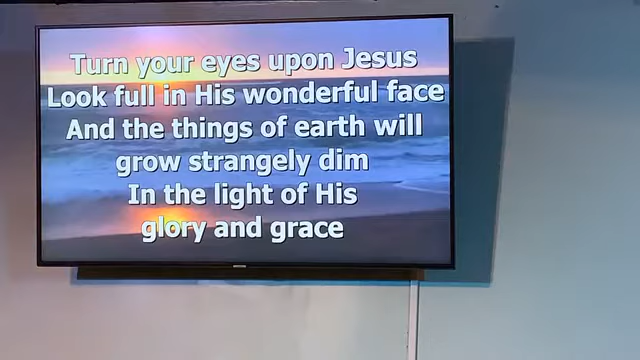 Turn your eyes upon Jesus
Look full in His wonderful face
And the things of earth will
grow strangely dim
In the light of His
glory and grace